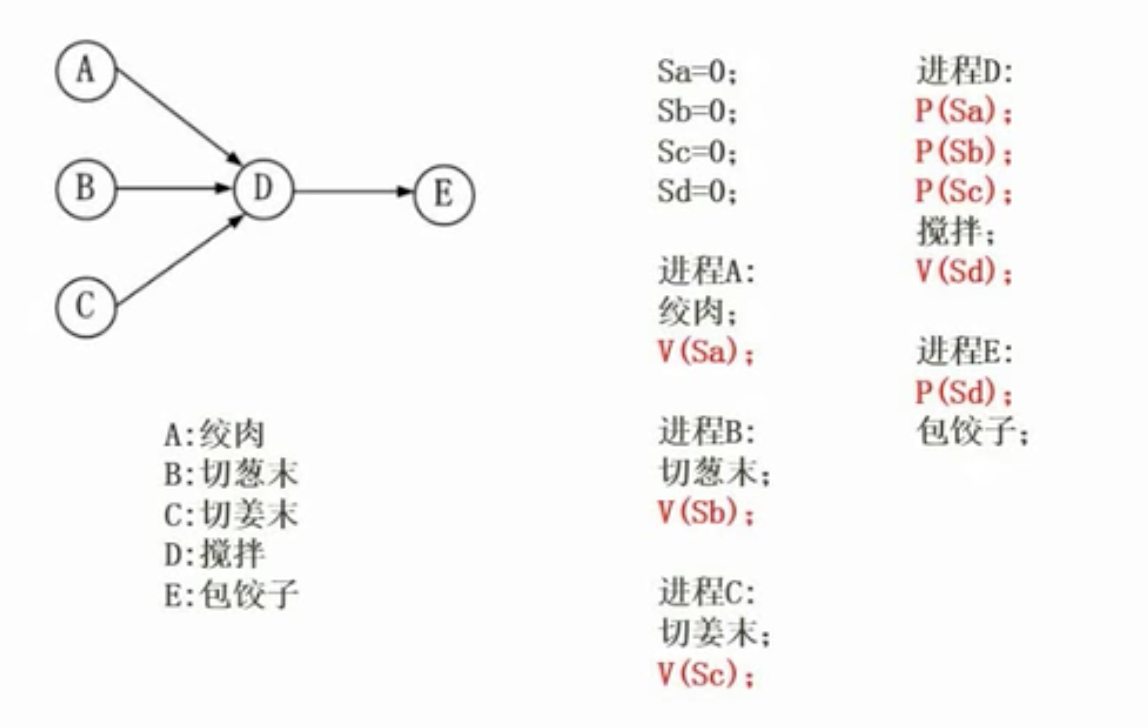 A
B
C
D
E
A:绞肉
B:切葱末
C:切姜末
D:搅拌
E:包饺子
Sa=0;
Sb=0;
Sc=0;
Sd=0;
进程A:
绞肉;
V(Sa);
进程B:
切葱末;
V(Sb);
进程C:
切姜末;
V(Sc);
进程D:
P(Sa);
P(Sb);
P(Sc);
搅拌;
V(Sd);
进程E:
P(Sd);
包饺子;